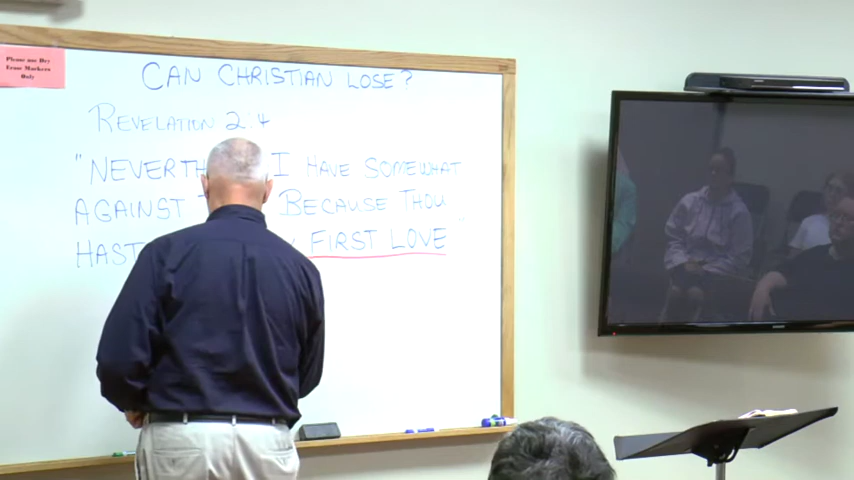 Please use Dry
Erase Markers
Only
CAN CHRISTIAN LOSE?
REVELATION 2.4
"NEVERTH I HAVE SOMEWHAT
AGAINST T BECAUSE THOU
HAST FIRST LOVE"